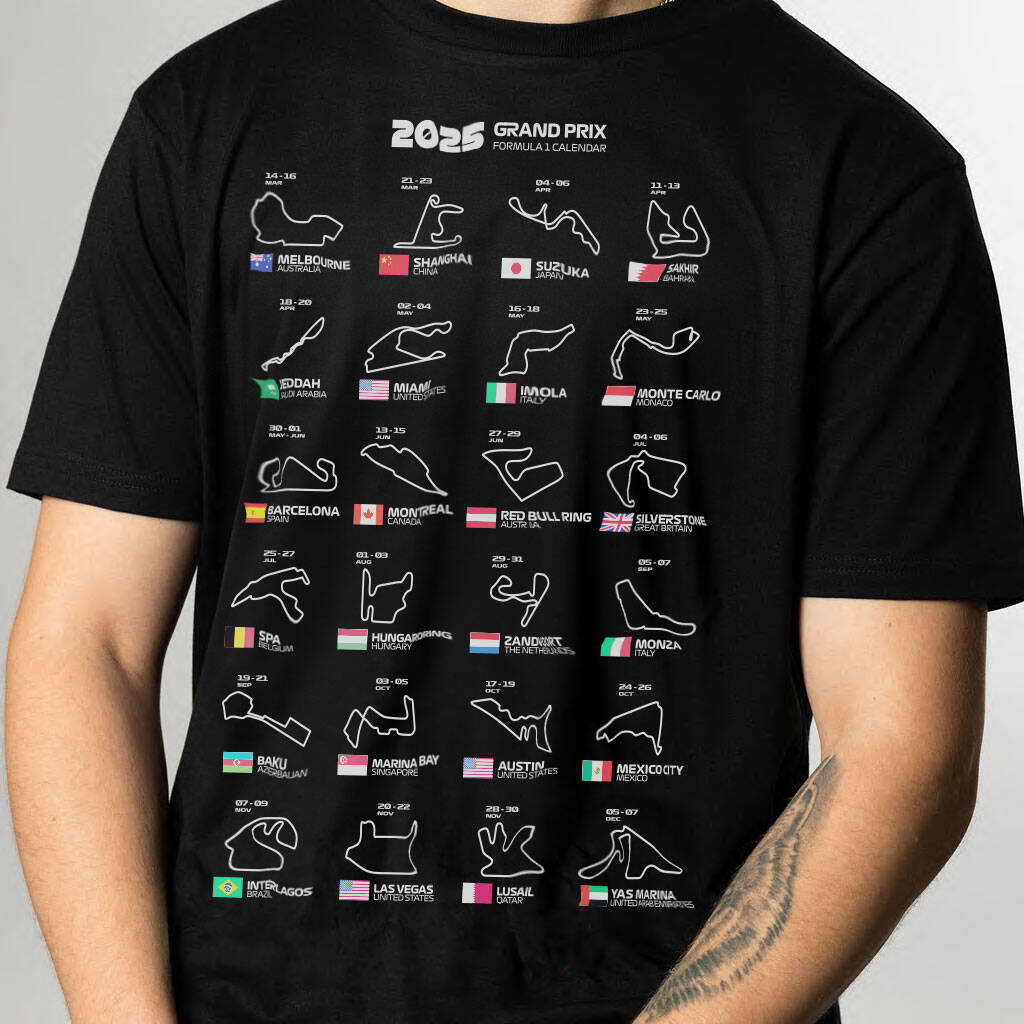 2025 GRAND PRIX
FORMULA 1 CALENDAR
14-16
MAR
MELBOURNE
AUSTRALIA
21-23
MAR
SHANGHAI
CHINA
04-06
APR
SUZUKA
JAPAN
11-13
APR
SAKHIR
BAHRAIN
18-20
APR
JEDDAH
SAUDI ARABIA
02-04
MAY
MIAMI
UNITED STATES
16-18
MAY
IMOLA
ITALY
23-25
MAY
MONTE CARLO
MONACO
30-01
MAY-JUN
BARCELONA
SPAIN
13-15
JUN
MONTREAL
CANADA
27-29
JUN
RED BULL RING
AUSTRIA
04-06
JUL
SILVERSTONE
GREAT BRITAIN
25-27
JUL
SPA
BELGIUM
01-03
AUG
HUNGARORING
HUNGARY
29-31
AUG
ZANDVOORT
THE NETHERLANDS
05-07
SEP
MONZA
ITALY
19-21
SEP
BAKU
AZERBAIJAN
03-05
OCT
MARINA BAY
SINGAPORE
17-19
OCT
AUSTIN
UNITED STATES
24-26
OCT
MEXICO CITY
MEXICO
07-09
NOV
INTERLAGOS
BRAZIL
20-22
NOV
LAS VEGAS
UNITED STATES
28-30
NOV
LUSAIL
QATAR
05-07
DEC
YAS MARINA
UNITED ARAB EMIRATES